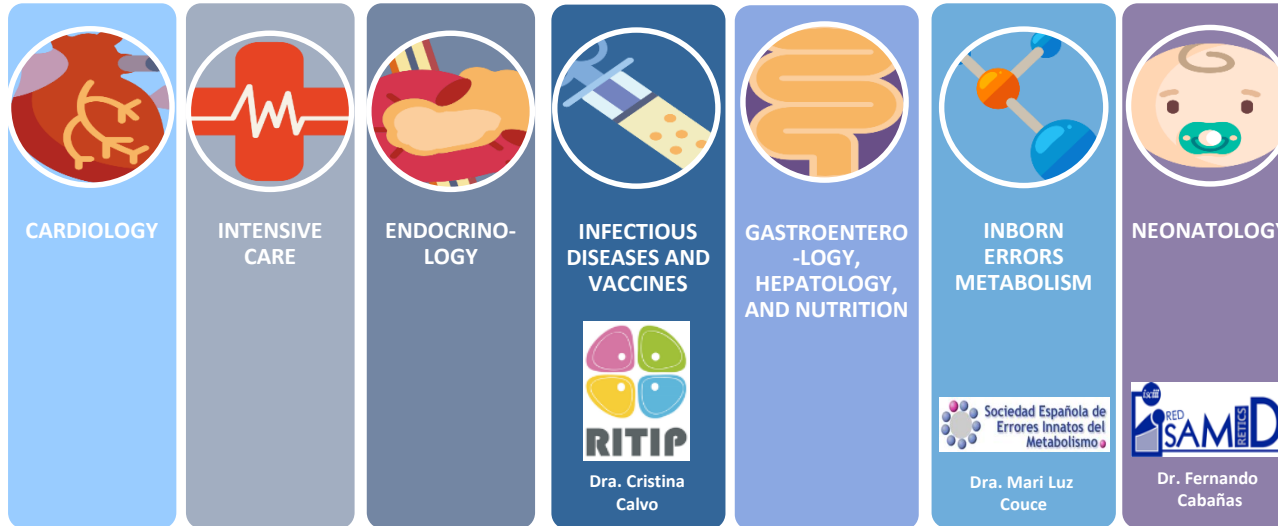 CARDIOLOGY
INTENSIVE
CARE
ENDOCRINO-
LOGY
INFECTIOUS
DISEASES AND
VACCINES
RITIP
Dra. Cristina
Calvo
GASTROENTERO
-LOGY,
HEPATOLOGY,
AND NUTRITION
INBORN
ERRORS
METABOLISM
Sociedad Española de
Errores Innatos del
Metabolismo
Dra. Mari Luz
Couce
NEONATOLOGY
isciii
RED
SAMID
RETICS
Dr. Fernando
Cabañas